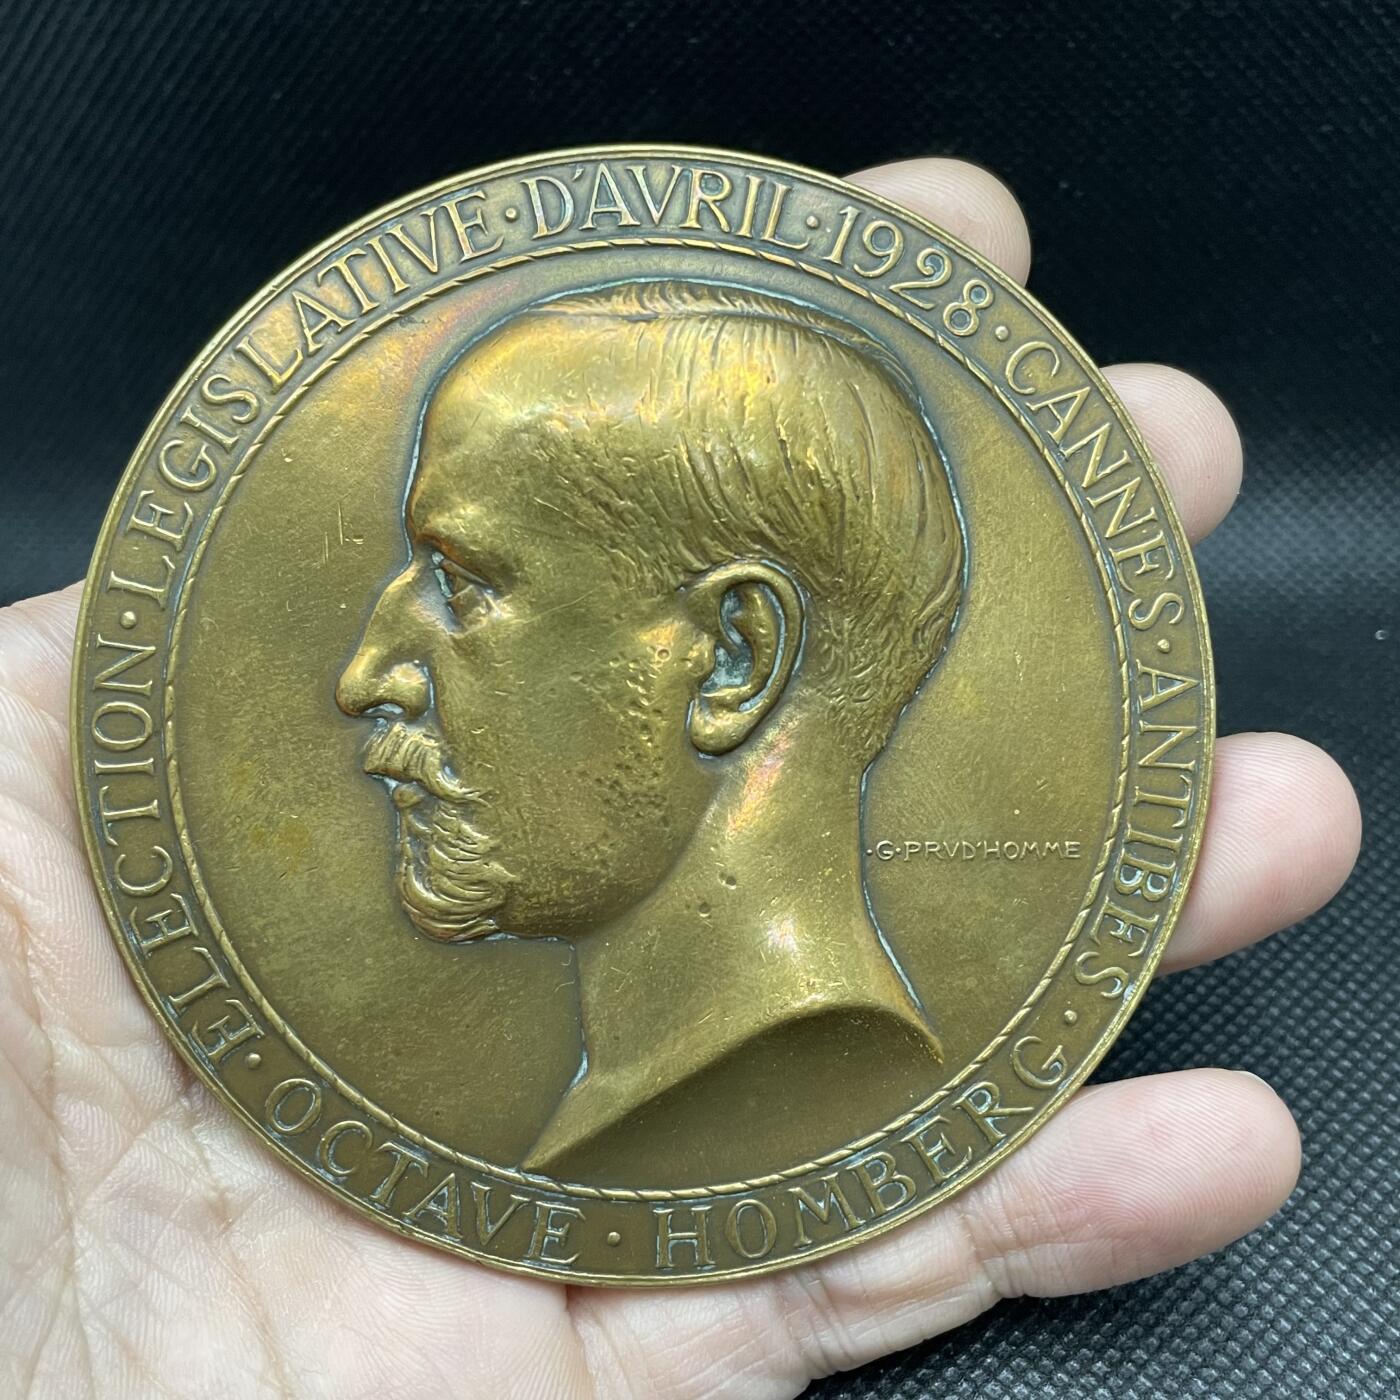 ELECTION · LEGISLATIVE · D'AVRIL · 1928 · CANNES · ANTIBES ·
OCTAVE · HOMBERG
·G·PRVD'HOMME